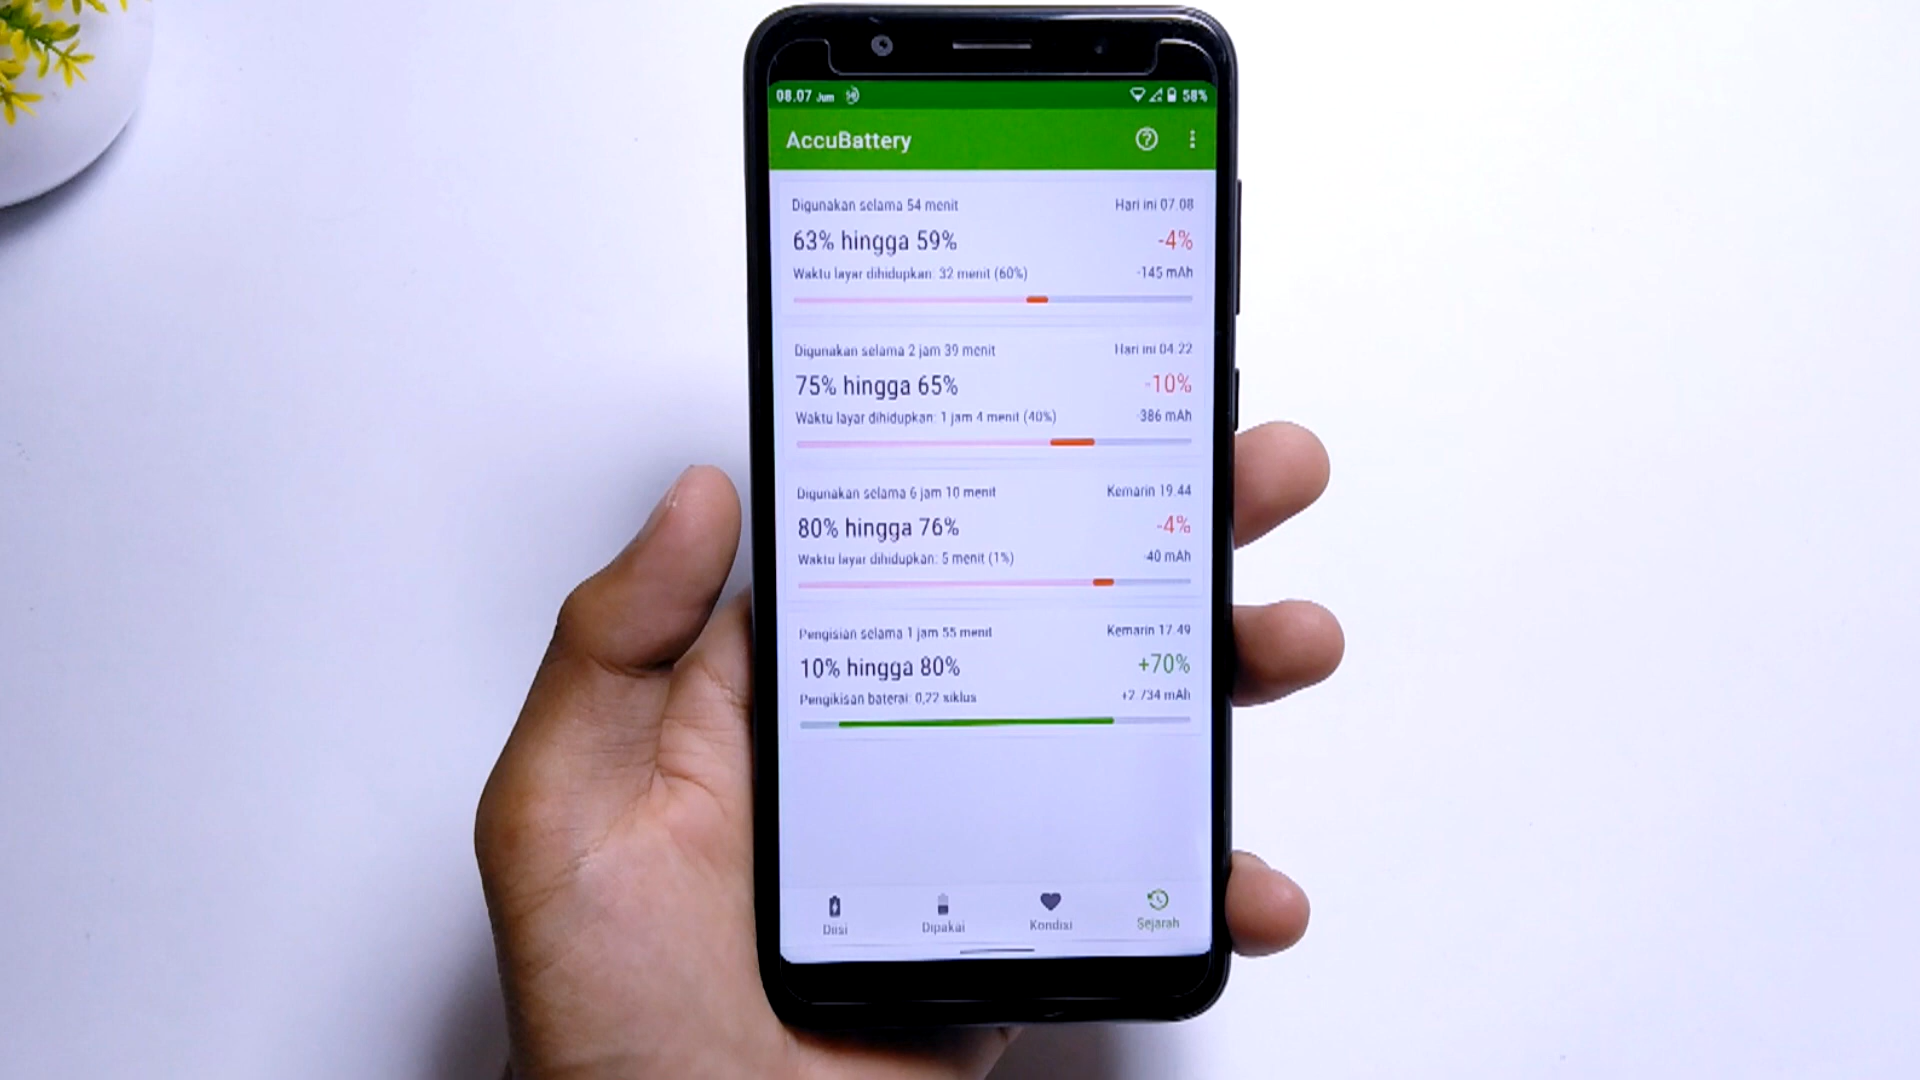 08.07 Jum 58%
AccuBattery
Digunakan selama 54 menit Hari ini 07.08
63% hingga 59% -4%
Waktu layar dihidupkan: 32 menit (60%) -145 mAh
Digunakan selama 2 jam 39 menit Hari ini 04.22
75% hingga 65% -10%
Waktu layar dihidupkan: 1 jam 4 menit (40%) -386 mAh
Digunakan selama 6 jam 10 menit Kemarin 19.44
80% hingga 76% -4%
Waktu layar dihidupkan: 5 menit (1%) -40 mAh
Pengisian selama 1 jam 55 menit Kemarin 17.49
10% hingga 80% +70%
Pengikisan baterai: 0,22 siklus +2.734 mAh
Diisi Dipakai Kondisi Sejarah